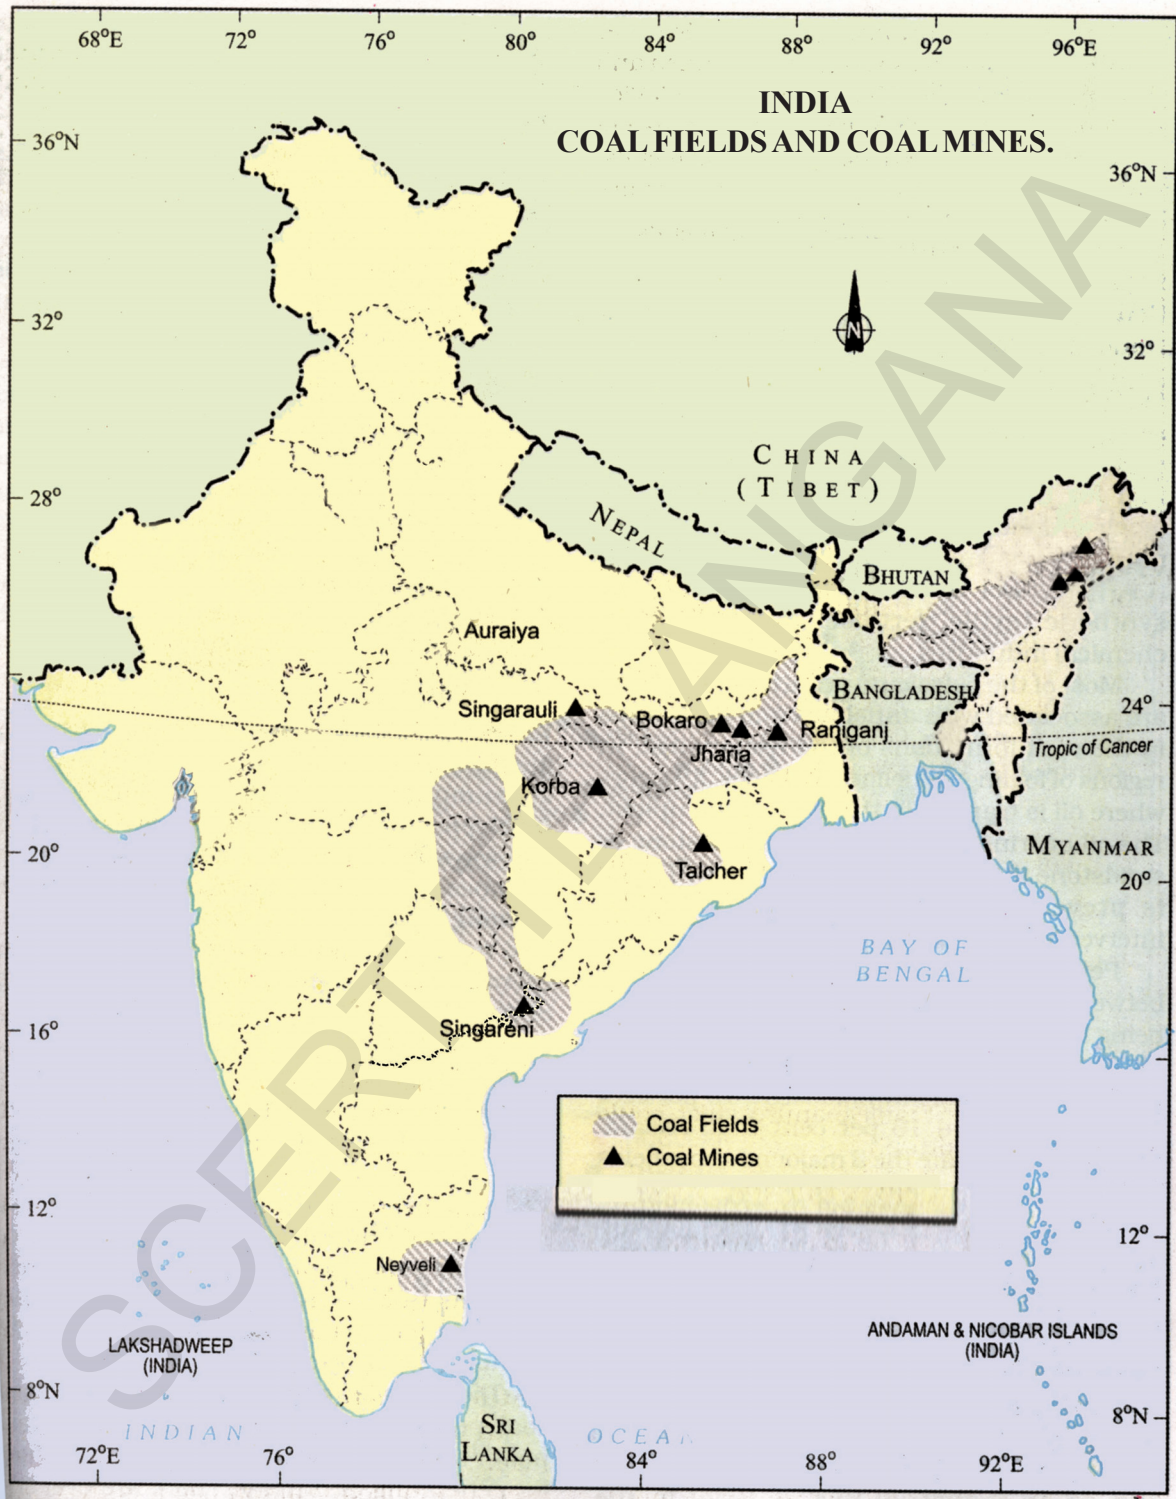 68°E 72° 76° 80° 84° 88° 92° 96°E
INDIA
COAL FIELDS AND COAL MINES.
36°N
36°N
32°
32°
N
CHINA
(TIBET)
28°
NEPAL
BHUTAN
Auraiya
BANGLADESH
24°
Singarauli
Bokaro
Raniganj
Jharia
Tropic of Cancer
Korba
20°
MYANMAR
Talcher
20°
BAY OF
BENGAL
16°
Singareni
Coal Fields
Coal Mines
12°
12°
Neyveli
LAKSHADWEEP
(INDIA)
ANDAMAN & NICOBAR ISLANDS
(INDIA)
8°N
8°N
INDIAN
SRI
LANKA
OCEA
72°E 76° 84° 88° 92°E
SCERT TELANGANA